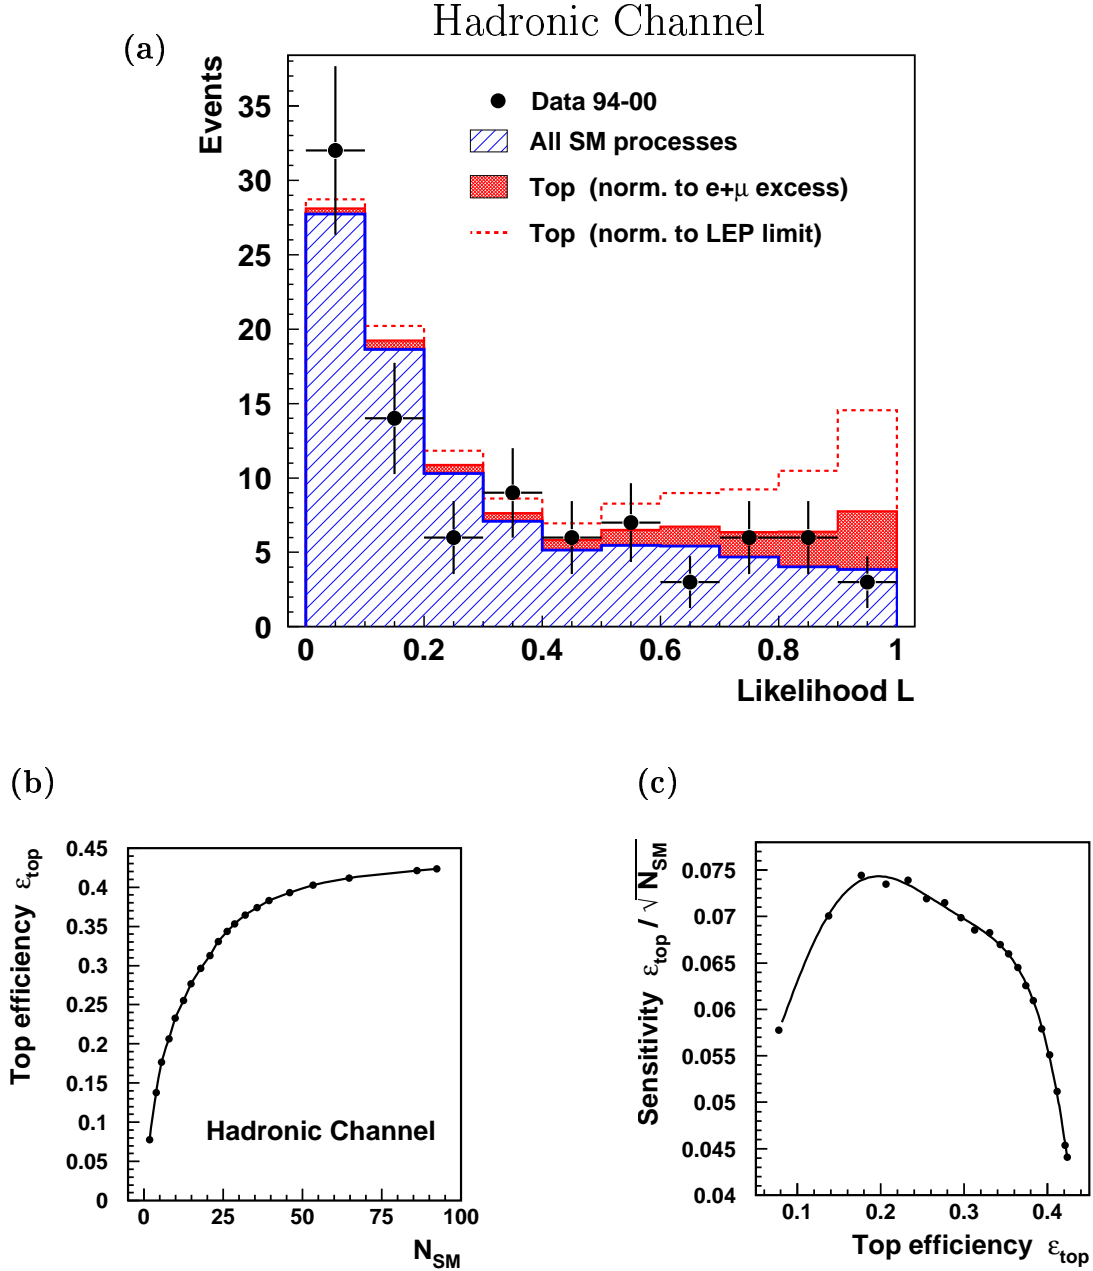 Hadronic Channel
(a)
Events
35
30
25
20
15
10
5
0
Data 94-00
All SM processes
Top (norm. to e+μ excess)
Top (norm. to LEP limit)
0 0.2 0.4 0.6 0.8 1
Likelihood L
(b)
Top efficiency ε_top
0.45
0.4
0.35
0.3
0.25
0.2
0.15
0.1
0.05
0
Hadronic Channel
0 25 50 75 100
N_SM
(c)
Sensitivity ε_top / √N_SM
0.075
0.07
0.065
0.06
0.055
0.05
0.045
0.04
0.1 0.2 0.3 0.4
Top efficiency ε_top